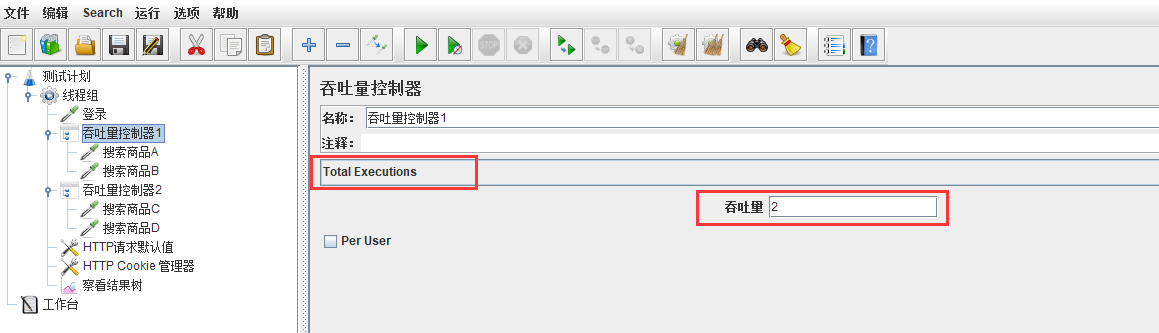 文件 编辑 Search 运行 选项 帮助
测试计划
线程组
登录
吞吐量控制器1
搜索商品A
搜索商品B
吞吐量控制器2
搜索商品C
搜索商品D
HTTP请求默认值
HTTP Cookie 管理器
察看结果树
工作台
吞吐量控制器
名称： 吞吐量控制器1
注释：
Total Executions
吞吐量 2
Per User